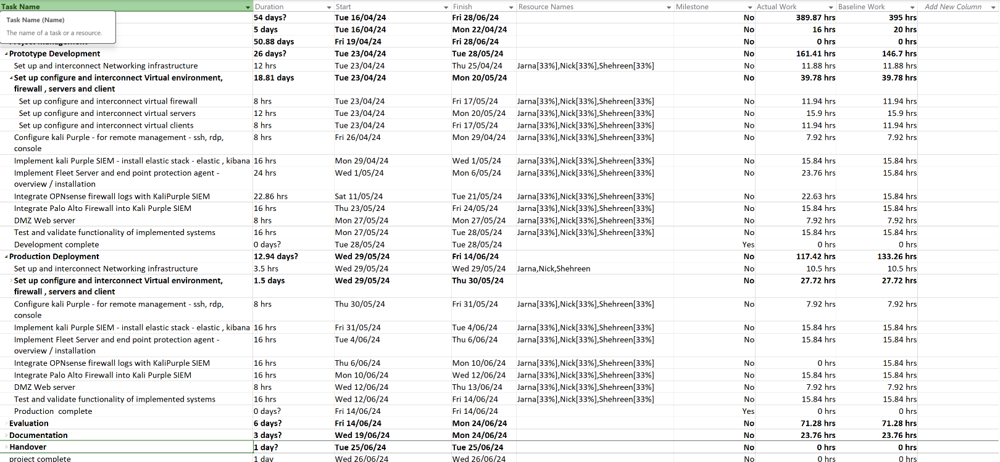 Task Name Duration Start Finish Resource Names Milestone Actual Work Baseline Work Add New Column
Task Name (Name)
The name of a task or a resource.
54 days? Tue 16/04/24 Fri 28/06/24 No 389.87 hrs 395 hrs
5 days Tue 16/04/24 Mon 22/04/24 No 16 hrs 20 hrs
50.88 days Fri 19/04/24 Fri 28/06/24 No 0 hrs 0 hrs
Prototype Development 26 days? Tue 23/04/24 Tue 28/05/24 No 161.41 hrs 146.7 hrs
Set up and interconnect Networking infrastructure 12 hrs Tue 23/04/24 Thu 25/04/24 Jarna[33%],Nick[33%],Shehreen[33%] No 11.88 hrs 11.88 hrs
Set up configure and interconnect Virtual environment, 18.81 days Tue 23/04/24 Mon 20/05/24 No 39.78 hrs 39.78 hrs
firewall , servers and client
Set up configure and interconnect virtual firewall 8 hrs Tue 23/04/24 Fri 17/05/24 Jarna[33%],Nick[33%],Shehreen[33%] No 11.94 hrs 11.94 hrs
Set up configure and interconnect virtual servers 12 hrs Tue 23/04/24 Mon 20/05/24 Jarna[33%],Nick[33%],Shehreen[33%] No 15.9 hrs 15.9 hrs
Set up configure and interconnect virtual clients 8 hrs Tue 23/04/24 Fri 17/05/24 Jarna[33%],Nick[33%],Shehreen[33%] No 11.94 hrs 11.94 hrs
Configure kali Purple - for remote management - ssh, rdp, 8 hrs Fri 26/04/24 Mon 29/04/24 Jarna[33%],Nick[33%],Shehreen[33%] No 7.92 hrs 7.92 hrs
console
Implement kali Purple SIEM - install elastic stack - elastic , kibana 16 hrs Mon 29/04/24 Wed 1/05/24 Jarna[33%],Nick[33%],Shehreen[33%] No 15.84 hrs 15.84 hrs
Implement Fleet Server and end point protection agent - 24 hrs Wed 1/05/24 Mon 6/05/24 Jarna[33%],Nick[33%],Shehreen[33%] No 23.76 hrs 15.84 hrs
overview / installation
Integrate OPNsense firewall logs with KaliPurple SIEM 22.86 hrs Sat 11/05/24 Tue 21/05/24 Jarna[33%],Nick[33%],Shehreen[33%] No 22.63 hrs 15.84 hrs
Integrate Palo Alto Firewall into Kali Purple SIEM 16 hrs Thu 23/05/24 Fri 24/05/24 Jarna[33%],Nick[33%],Shehreen[33%] No 15.84 hrs 15.84 hrs
DMZ Web server 8 hrs Mon 27/05/24 Mon 27/05/24 Jarna[33%],Nick[33%],Shehreen[33%] No 7.92 hrs 7.92 hrs
Test and validate functionality of implemented systems 16 hrs Mon 27/05/24 Tue 28/05/24 Jarna[33%],Nick[33%],Shehreen[33%] No 15.84 hrs 15.84 hrs
Development complete 0 days? Tue 28/05/24 Tue 28/05/24 Yes 0 hrs 0 hrs
Production Deployment 12.94 days? Wed 29/05/24 Fri 14/06/24 No 117.42 hrs 133.26 hrs
Set up and interconnect Networking infrastructure 3.5 hrs Wed 29/05/24 Wed 29/05/24 Jarna,Nick,Shehreen No 10.5 hrs 10.5 hrs
Set up configure and interconnect Virtual environment, 1.5 days Wed 29/05/24 Thu 30/05/24 No 27.72 hrs 27.72 hrs
firewall , servers and client
Configure kali Purple - for remote management - ssh, rdp, 8 hrs Thu 30/05/24 Fri 31/05/24 Jarna[33%],Nick[33%],Shehreen[33%] No 7.92 hrs 7.92 hrs
console
Implement kali Purple SIEM - install elastic stack - elastic , kibana 16 hrs Fri 31/05/24 Tue 4/06/24 Jarna[33%],Nick[33%],Shehreen[33%] No 15.84 hrs 15.84 hrs
Implement Fleet Server and end point protection agent - 16 hrs Tue 4/06/24 Thu 6/06/24 Jarna[33%],Nick[33%],Shehreen[33%] No 15.84 hrs 15.84 hrs
overview / installation
Integrate OPNsense firewall logs with KaliPurple SIEM 16 hrs Thu 6/06/24 Mon 10/06/24 Jarna[33%],Nick[33%],Shehreen[33%] No 0 hrs 15.84 hrs
Integrate Palo Alto Firewall into Kali Purple SIEM 16 hrs Mon 10/06/24 Wed 12/06/24 Jarna[33%],Nick[33%],Shehreen[33%] No 15.84 hrs 15.84 hrs
DMZ Web server 8 hrs Wed 12/06/24 Thu 13/06/24 Jarna[33%],Nick[33%],Shehreen[33%] No 7.92 hrs 7.92 hrs
Test and validate functionality of implemented systems 16 hrs Wed 12/06/24 Fri 14/06/24 Jarna[33%],Nick[33%],Shehreen[33%] No 15.84 hrs 15.84 hrs
Production complete 0 days? Fri 14/06/24 Fri 14/06/24 Yes 0 hrs 0 hrs
Evaluation 6 days? Fri 14/06/24 Mon 24/06/24 No 71.28 hrs 71.28 hrs
Documentation 3 days? Wed 19/06/24 Mon 24/06/24 No 23.76 hrs 23.76 hrs
Handover 1 day? Tue 25/06/24 Tue 25/06/24 No 0 hrs 0 hrs
project complete 1 day Wed 26/06/24 Wed 26/06/24 No 0 hrs 0 hrs